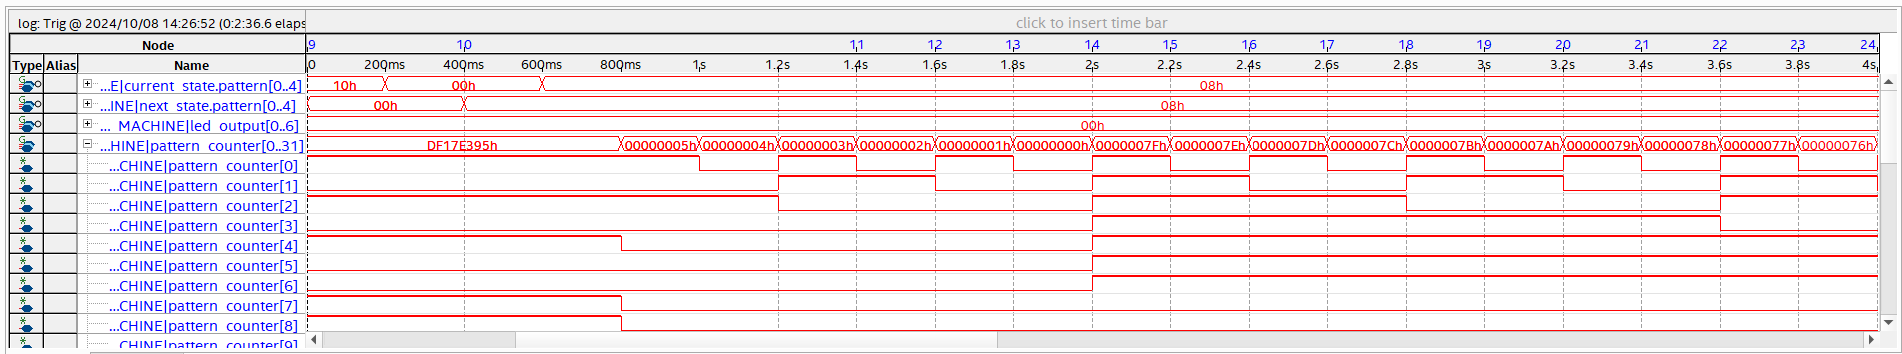 log: Trig @ 2024/10/08 14:26:52 (0:2:36.6 elaps click to insert time bar
Node 9 10 11 12 13 14 15 16 17 18 19 20 21 22 23 24
Type Alias Name 0 200ms 400ms 600ms 800ms 1s 1.2s 1.4s 1.6s 1.8s 2s 2.2s 2.4s 2.6s 2.8s 3s 3.2s 3.4s 3.6s 3.8s 4s
...E|current_state.pattern[0..4] 10h 00h 08h
...INE|next_state.pattern[0..4] 00h 08h
..._MACHINE|led_output[0..6] 00h
...HINE|pattern_counter[0..31] DF17E395h 00000005h 00000004h 00000003h 00000002h 00000001h 00000000h 0000007Fh 0000007Eh 0000007Dh 0000007Ch 0000007Bh 0000007Ah 00000079h 00000078h 00000077h 00000076h
...CHINE|pattern_counter[0]
...CHINE|pattern_counter[1]
...CHINE|pattern_counter[2]
...CHINE|pattern_counter[3]
...CHINE|pattern_counter[4]
...CHINE|pattern_counter[5]
...CHINE|pattern_counter[6]
...CHINE|pattern_counter[7]
...CHINE|pattern_counter[8]
...CHINE|pattern_counter[9]